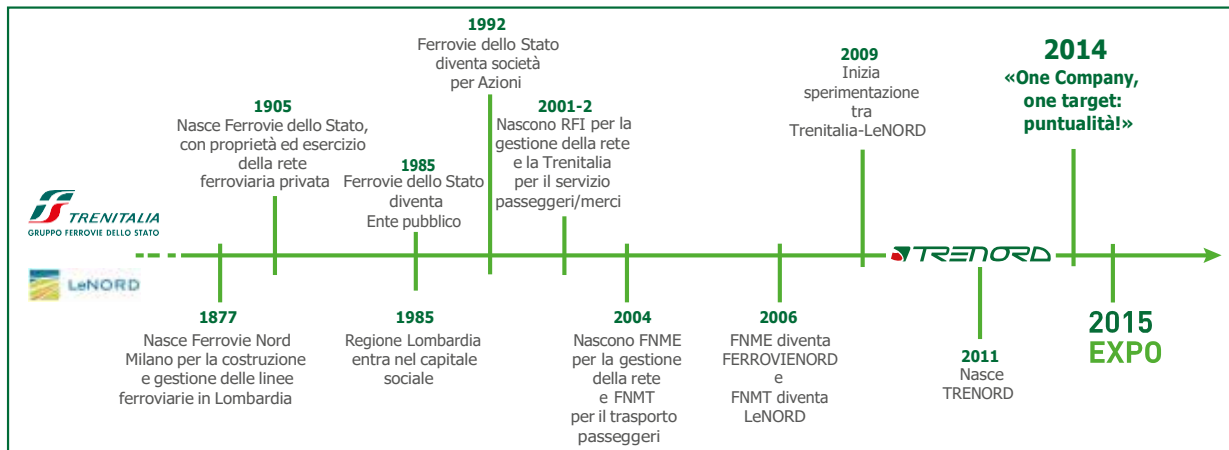 1992
Ferrovie dello Stato
diventa società
per Azioni
2009
Inizia
sperimentazione
tra
Trenitalia-LeNORD
2014
«One Company,
one target:
puntualità!»
1905
Nasce Ferrovie dello Stato,
con proprietà ed esercizio
della rete
ferroviaria privata
2001-2
Nascono RFI per la
gestione della rete
e la Trenitalia
per il servizio
passeggeri/merci
1985
Ferrovie dello Stato
diventa
Ente pubblico
TRENITALIA
GRUPPO FERROVIE DELLO STATO
LeNORD
TRENORD
1877
Nasce Ferrovie Nord
Milano per la costruzione
e gestione delle linee
ferroviarie in Lombardia
1985
Regione Lombardia
entra nel capitale
sociale
2004
Nascono FNME
per la gestione
della rete
e FNMT
per il trasporto
passeggeri
2006
FNME diventa
FERROVIENORD
e
FNMT diventa
LeNORD
2011
Nasce
TRENORD
2015
EXPO